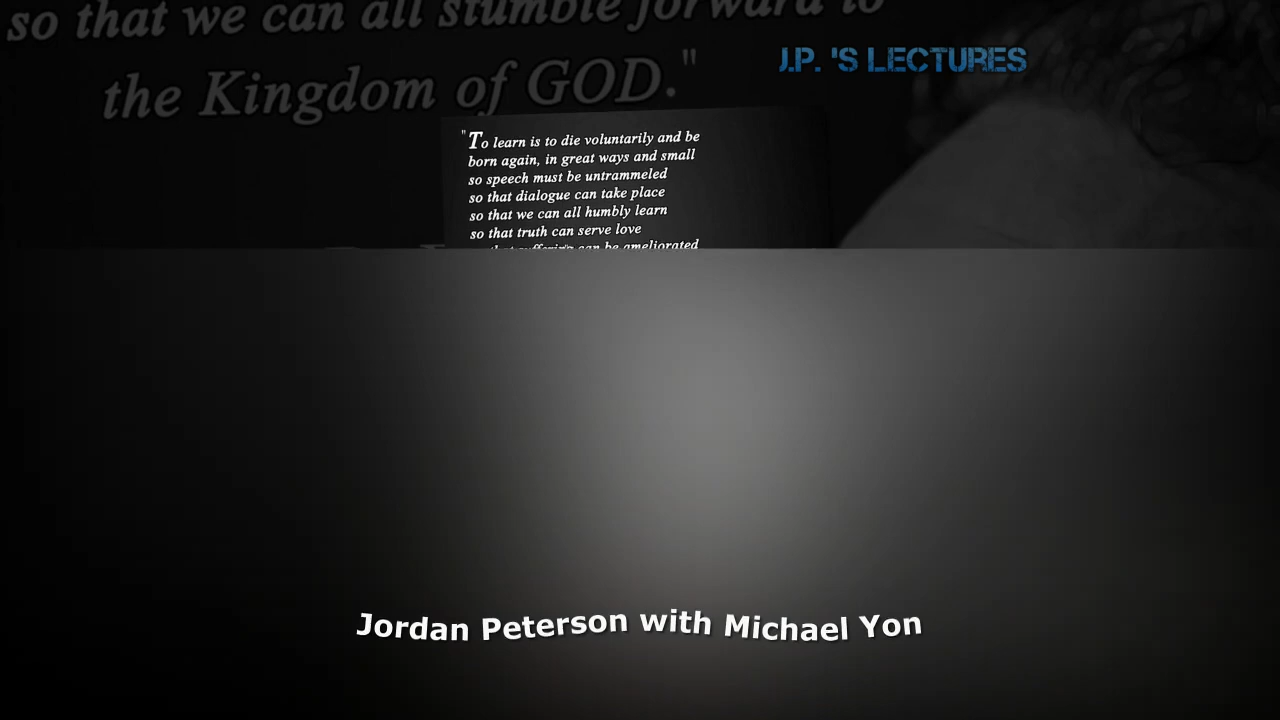 so that we can all stumble forward to
the Kingdom of GOD."
J.P. 'S LECTURES
"To learn is to die voluntarily and be
born again, in great ways and small
so speech must be untrammeled
so that dialogue can take place
so that we can all humbly learn
so that truth can serve love
that suffering can be ameliorated
Jordan Peterson with Michael Yon